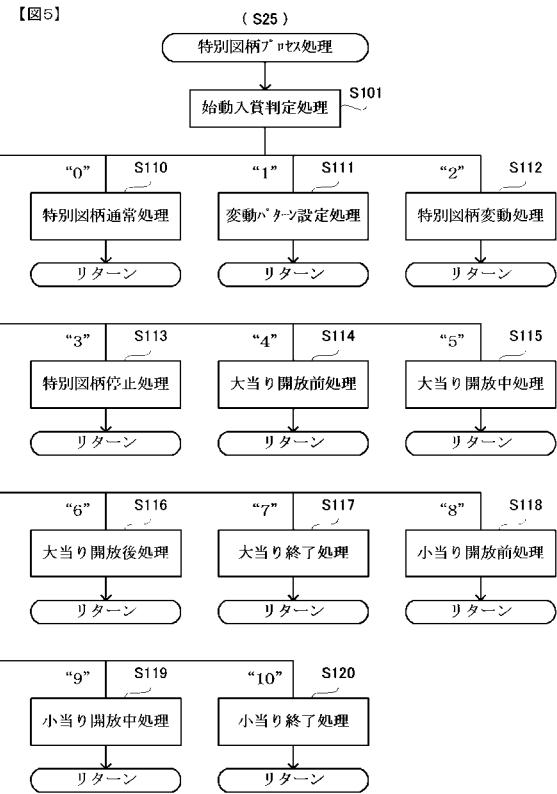 【図5】
(S25)
特別図柄プロセス処理
S101
始動入賞判定処理
“0” S110 “1” S111 “2” S112
特別図柄通常処理 変動パターン設定処理 特別図柄変動処理
リターン リターン リターン
“3” S113 “4” S114 “5” S115
特別図柄停止処理 大当り開放前処理 大当り開放中処理
リターン リターン リターン
“6” S116 “7” S117 “8” S118
大当り開放後処理 大当り終了処理 小当り開放前処理
リターン リターン リターン
“9” S119 “10” S120
小当り開放中処理 小当り終了処理
リターン リターン